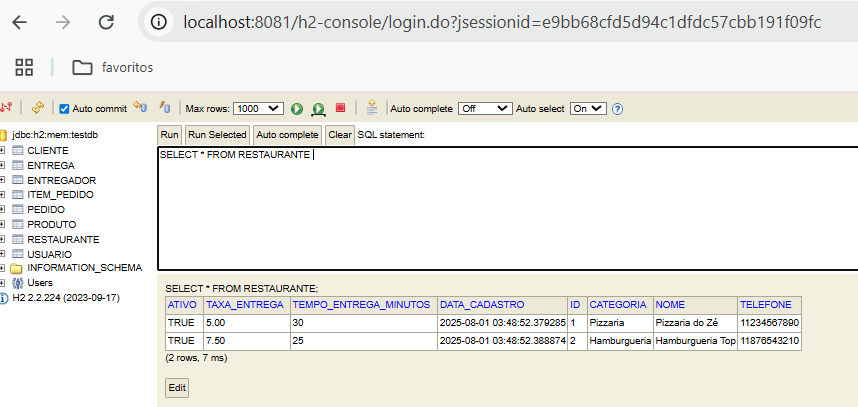 localhost:8081/h2-console/login.do?jsessionid=e9bb68cfd5d94c1dfdc57cbb191f09fc
favoritos
Auto commit Max rows: 1000 Auto complete Off Auto select On
jdbc:h2:mem:testdb
CLIENTE
ENTREGA
ENTREGADOR
ITEM_PEDIDO
PEDIDO
PRODUTO
RESTAURANTE
USUARIO
INFORMATION_SCHEMA
Users
H2 2.2.224 (2023-09-17)
Run Run Selected Auto complete Clear SQL statement:
SELECT * FROM RESTAURANTE
SELECT * FROM RESTAURANTE;
ATIVO TAXA_ENTREGA TEMPO_ENTREGA_MINUTOS DATA_CADASTRO ID CATEGORIA NOME TELEFONE
TRUE 5.00 30 2025-08-01 03:48:52.379285 1 Pizzaria Pizzaria do Zé 11234567890
TRUE 7.50 25 2025-08-01 03:48:52.388874 2 Hamburgueria Hamburgueria Top 11876543210
(2 rows, 7 ms)
Edit